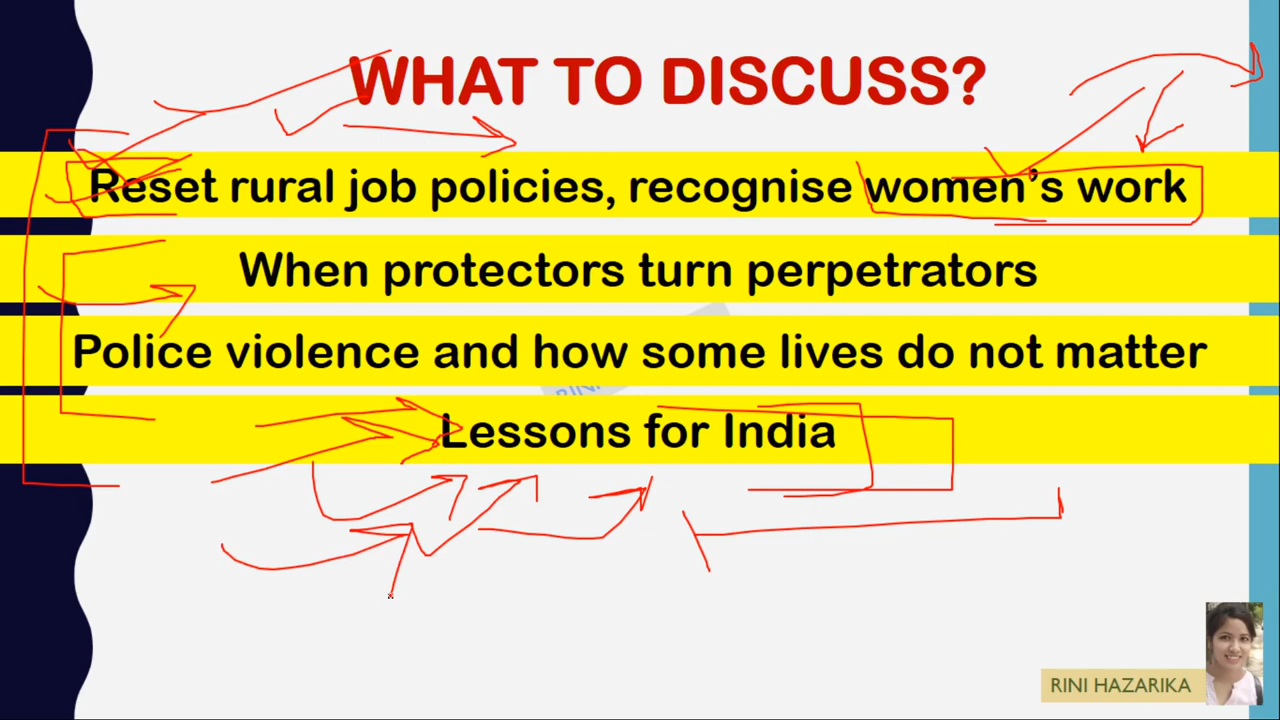 WHAT TO DISCUSS?
Reset rural job policies, recognise women's work
When protectors turn perpetrators
Police violence and how some lives do not matter
Lessons for India
RINI HAZARIKA